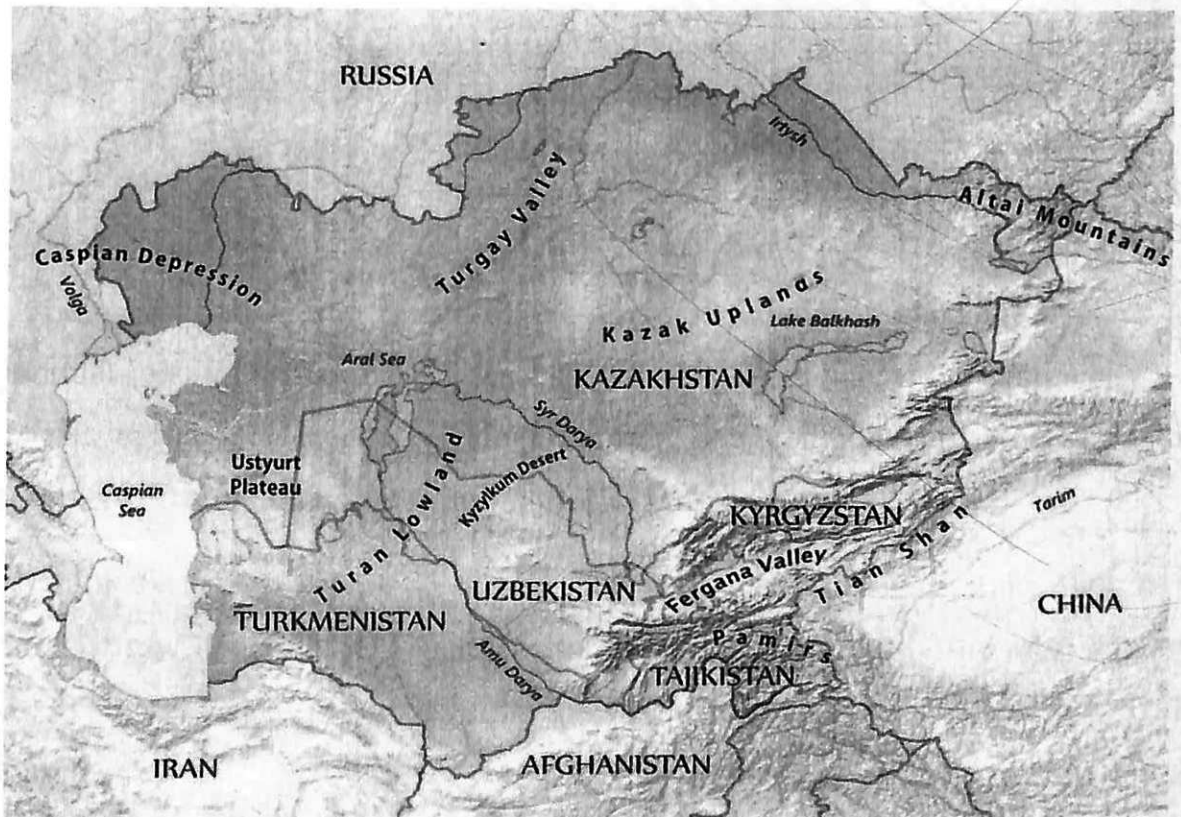 RUSSIA
Irtysh
Altai Mountains
Turgay Valley
Caspian Depression
Volga
Kazak Uplands
Lake Balkhash
Aral Sea
KAZAKHSTAN
Syr Darya
Ustyurt
Plateau
Kyzylkum Desert
Caspian
Sea
Turan Lowland
KYRGYZSTAN
Tarim
Fergana Valley
Tian Shan
UZBEKISTAN
CHINA
TURKMENISTAN
Pamirs
Amu Darya
TAJIKISTAN
IRAN
AFGHANISTAN